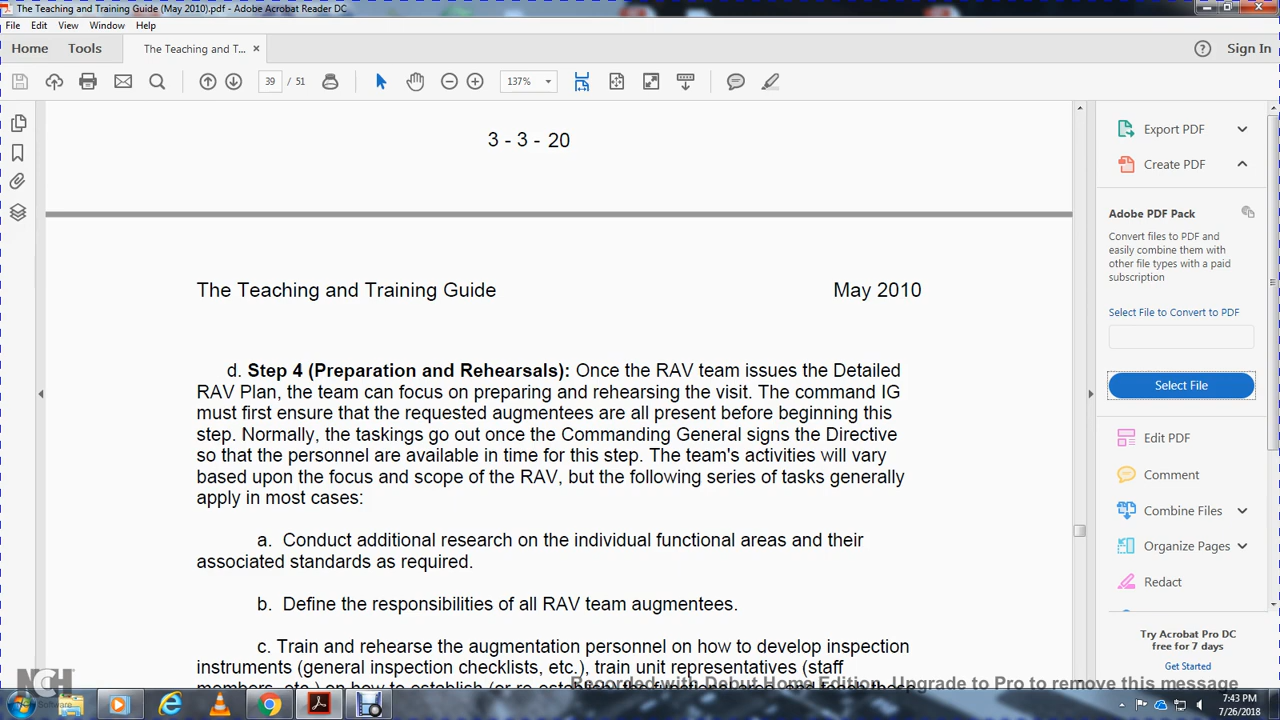 The Teaching and Training Guide (May 2010).pdf - Adobe Acrobat Reader DC
File Edit View Window Help
Home Tools The Teaching and T... × Sign In
39 / 51 137%
3 - 3 - 20
The Teaching and Training Guide May 2010
d. Step 4 (Preparation and Rehearsals): Once the RAV team issues the Detailed
RAV Plan, the team can focus on preparing and rehearsing the visit. The command IG
must first ensure that the requested augmentees are all present before beginning this
step. Normally, the taskings go out once the Commanding General signs the Directive
so that the personnel are available in time for this step. The team's activities will vary
based upon the focus and scope of the RAV, but the following series of tasks generally
apply in most cases:
a. Conduct additional research on the individual functional areas and their
associated standards as required.
b. Define the responsibilities of all RAV team augmentees.
c. Train and rehearse the augmentation personnel on how to develop inspection
instruments (general inspection checklists, etc.), train unit representatives (staff
Export PDF
Create PDF
Adobe PDF Pack
Convert files to PDF and
easily combine them with
other file types with a paid
subscription
Select File to Convert to PDF
Select File
Edit PDF
Comment
Combine Files
Organize Pages
Redact
Try Acrobat Pro DC
free for 7 days
Get Started
NCH Software
Recorded with Debut Home Edition. Upgrade to Pro to remove this message
7:43 PM
7/26/2018